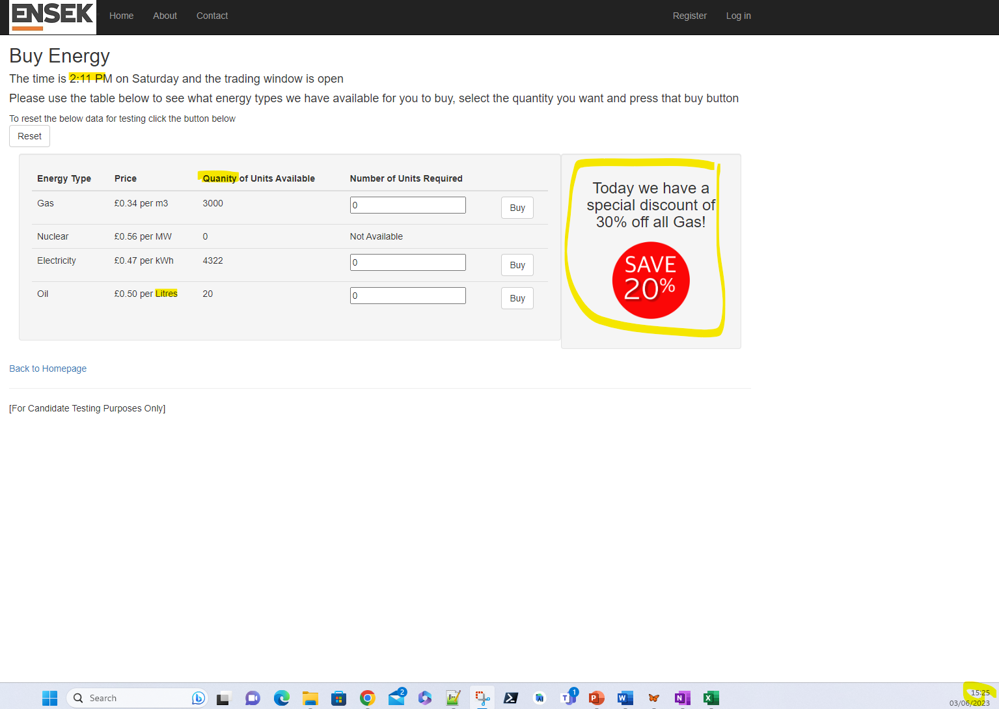 ENSEK
Home About Contact Register Log in
Buy Energy
The time is 2:11 PM on Saturday and the trading window is open
Please use the table below to see what energy types we have available for you to buy, select the quantity you want and press that buy button
To reset the below data for testing click the button below
Reset
Energy Type Price Quanity of Units Available Number of Units Required
Gas £0.34 per m3 3000 0 Buy
Nuclear £0.56 per MW 0 Not Available
Electricity £0.47 per kWh 4322 0 Buy
Oil £0.50 per Litres 20 0 Buy
Today we have a
special discount of
30% off all Gas!
SAVE
20%
Back to Homepage
[For Candidate Testing Purposes Only]
Search 2 1 15:25
03/06/2023